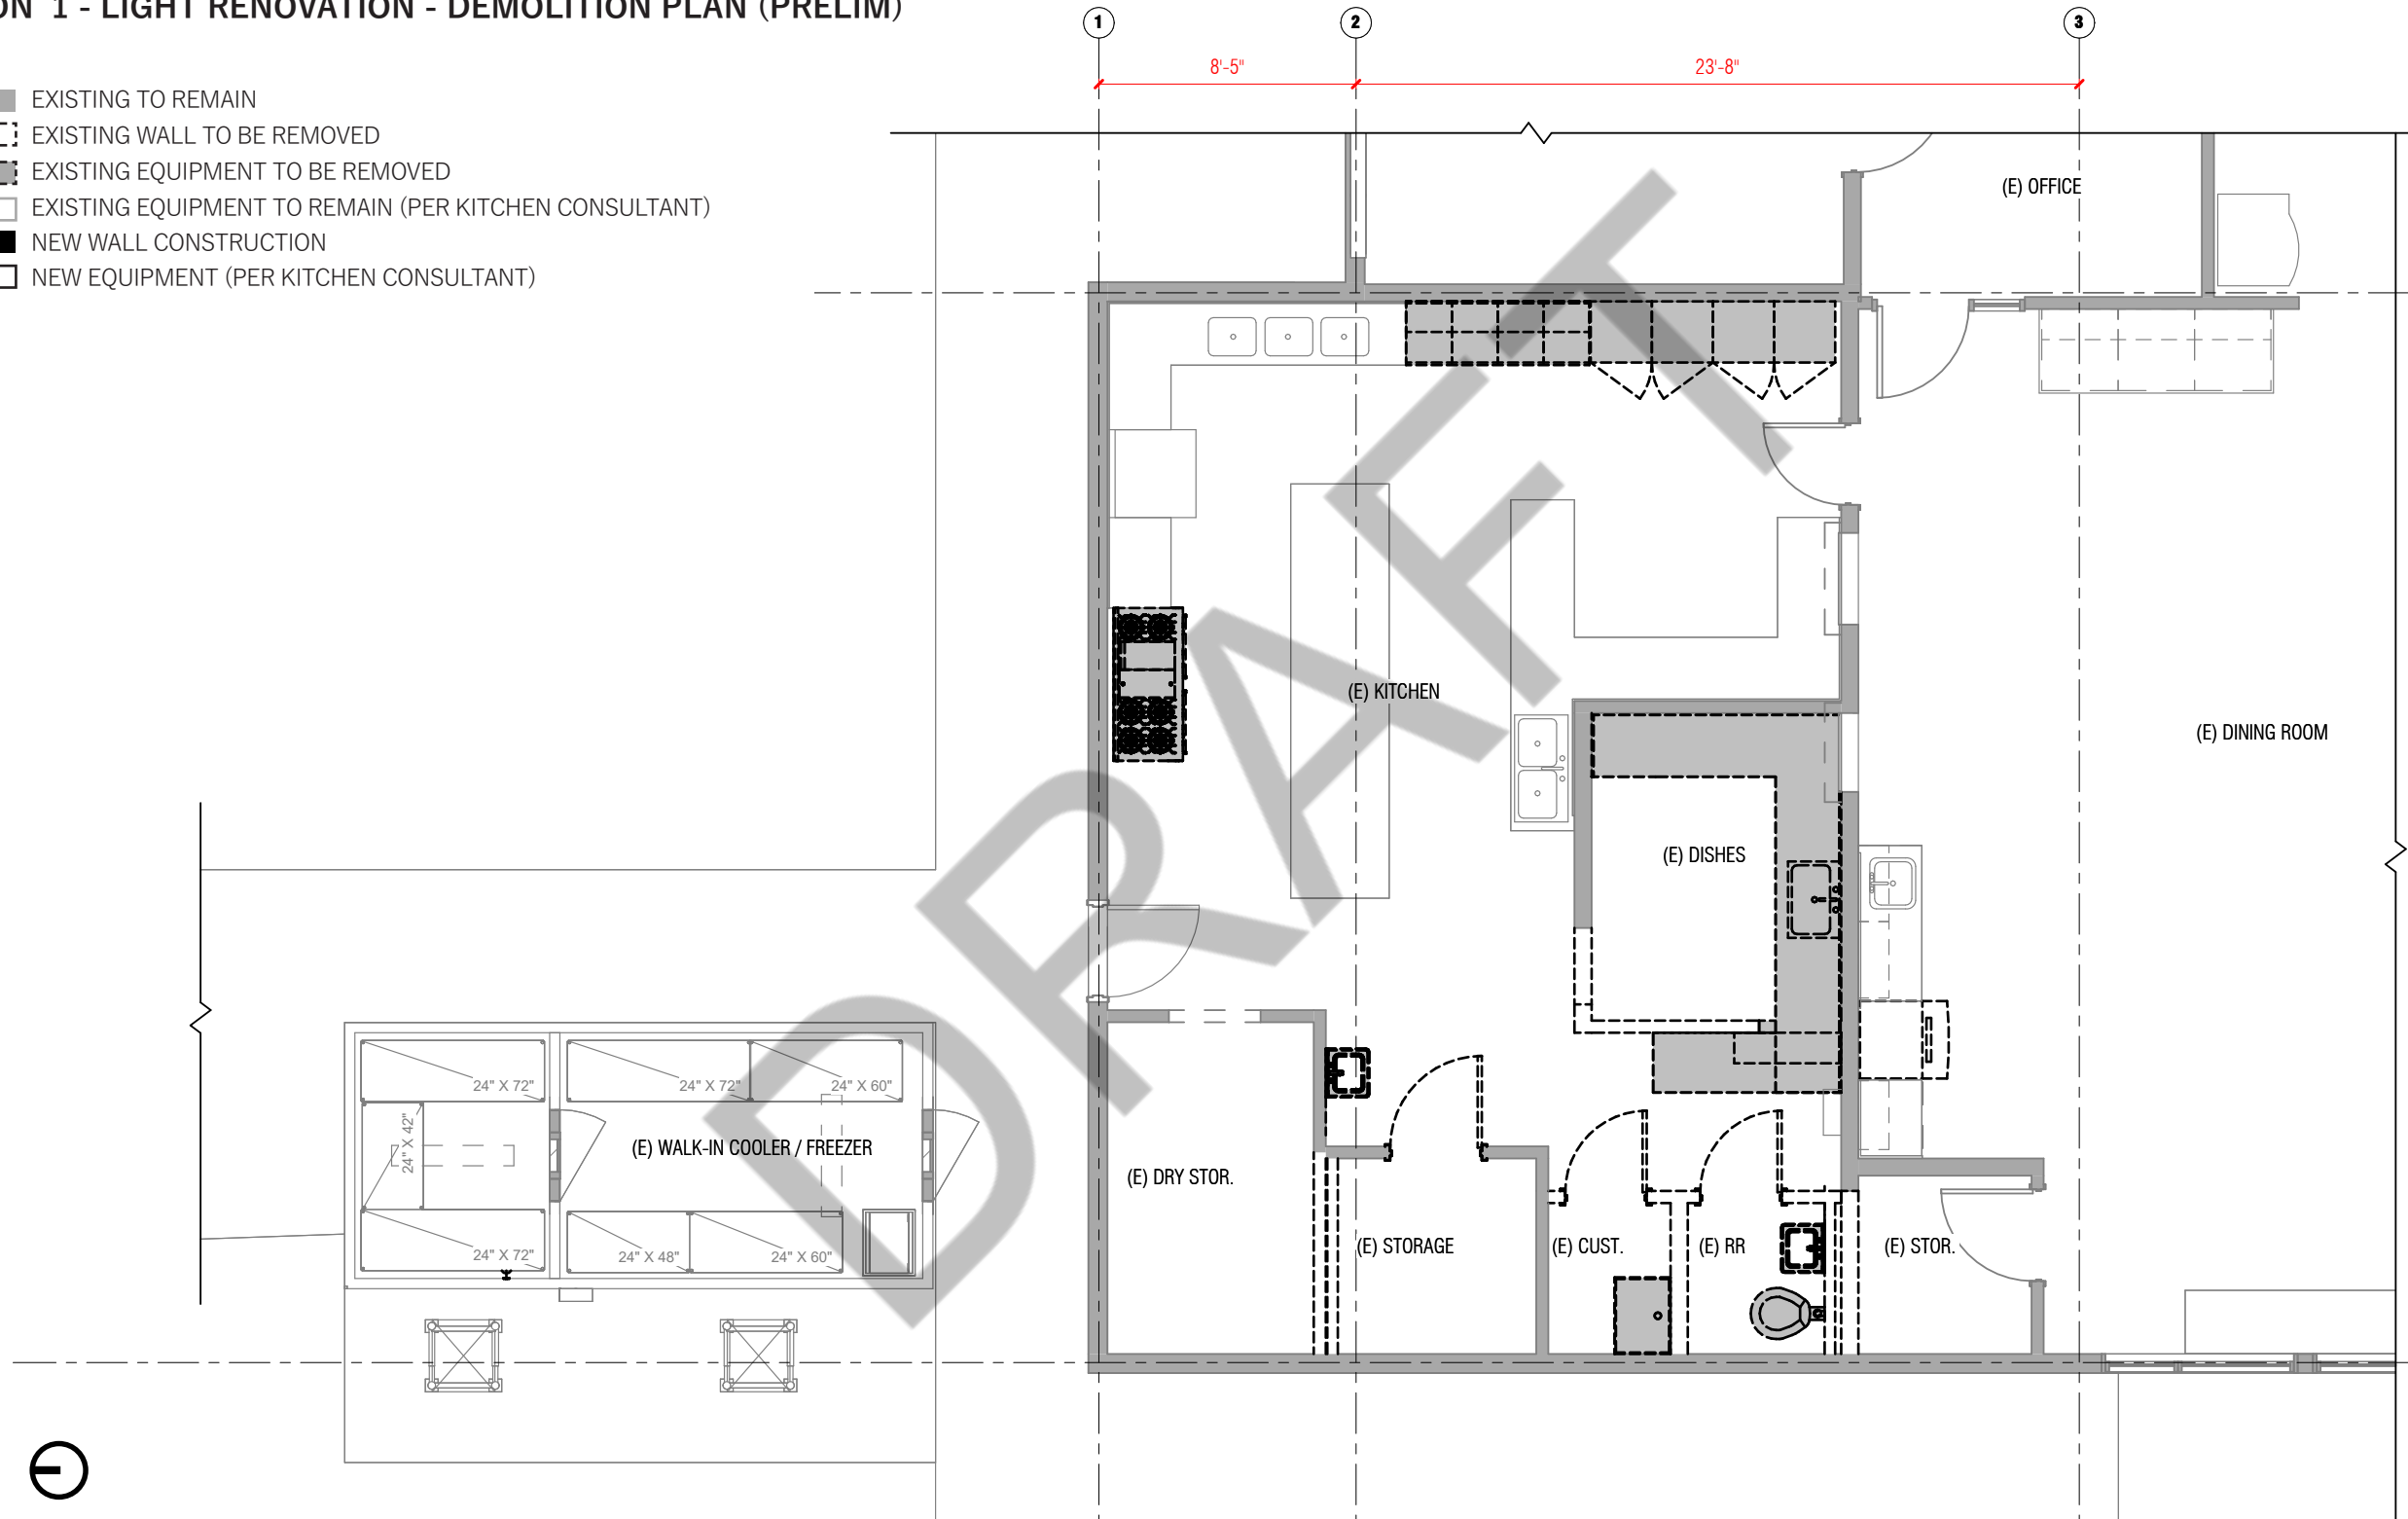 ON 1 - LIGHT RENOVATION - DEMOLITION PLAN (PRELIM)
1
2
3
8'-5"
23'-8"
EXISTING TO REMAIN
EXISTING WALL TO BE REMOVED
EXISTING EQUIPMENT TO BE REMOVED
EXISTING EQUIPMENT TO REMAIN (PER KITCHEN CONSULTANT)
NEW WALL CONSTRUCTION
NEW EQUIPMENT (PER KITCHEN CONSULTANT)
(E) OFFICE
(E) KITCHEN
(E) DINING ROOM
(E) DISHES
DRAFT
24" X 72"
24" X 72"
24" X 60"
24" X 42"
(E) WALK-IN COOLER / FREEZER
(E) DRY STOR.
24" X 72"
24" X 48"
24" X 60"
(E) STORAGE
(E) CUST.
(E) RR
(E) STOR.